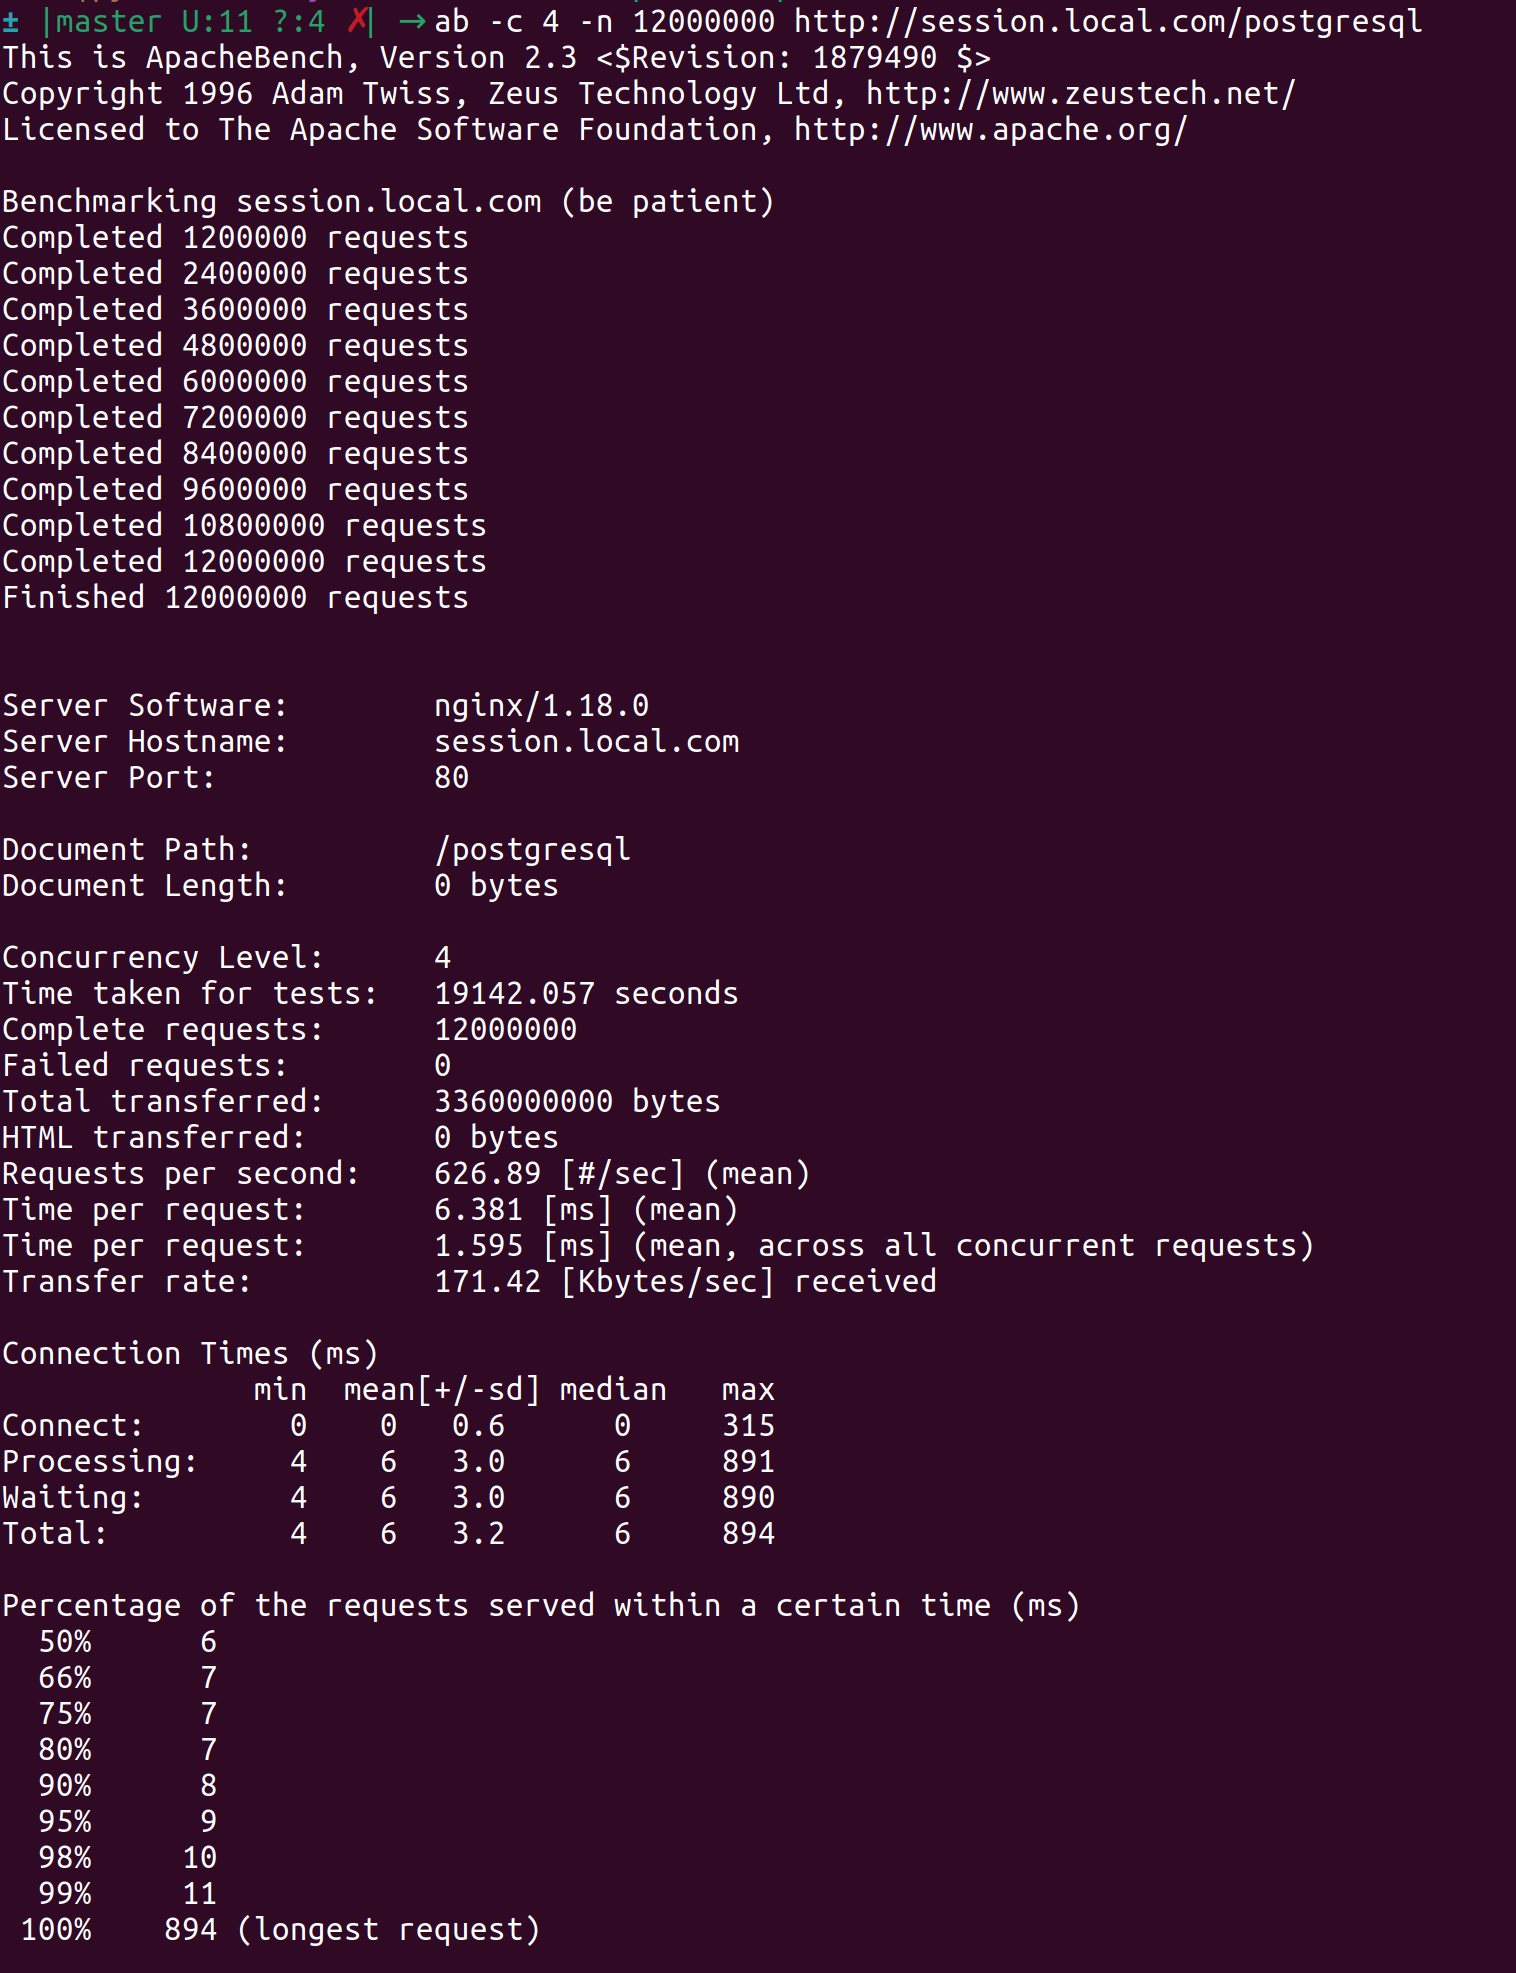 ± |master U:11 ?:4 ✗| → ab -c 4 -n 12000000 http://session.local.com/postgresql
This is ApacheBench, Version 2.3 <$Revision: 1879490 $>
Copyright 1996 Adam Twiss, Zeus Technology Ltd, http://www.zeustech.net/
Licensed to The Apache Software Foundation, http://www.apache.org/

Benchmarking session.local.com (be patient)
Completed 1200000 requests
Completed 2400000 requests
Completed 3600000 requests
Completed 4800000 requests
Completed 6000000 requests
Completed 7200000 requests
Completed 8400000 requests
Completed 9600000 requests
Completed 10800000 requests
Completed 12000000 requests
Finished 12000000 requests


Server Software:        nginx/1.18.0
Server Hostname:        session.local.com
Server Port:            80

Document Path:          /postgresql
Document Length:        0 bytes

Concurrency Level:      4
Time taken for tests:   19142.057 seconds
Complete requests:      12000000
Failed requests:        0
Total transferred:      3360000000 bytes
HTML transferred:       0 bytes
Requests per second:    626.89 [#/sec] (mean)
Time per request:       6.381 [ms] (mean)
Time per request:       1.595 [ms] (mean, across all concurrent requests)
Transfer rate:          171.42 [Kbytes/sec] received

Connection Times (ms)
              min  mean[+/-sd] median   max
Connect:        0    0   0.6      0     315
Processing:     4    6   3.0      6     891
Waiting:        4    6   3.0      6     890
Total:          4    6   3.2      6     894

Percentage of the requests served within a certain time (ms)
  50%      6
  66%      7
  75%      7
  80%      7
  90%      8
  95%      9
  98%     10
  99%     11
 100%    894 (longest request)